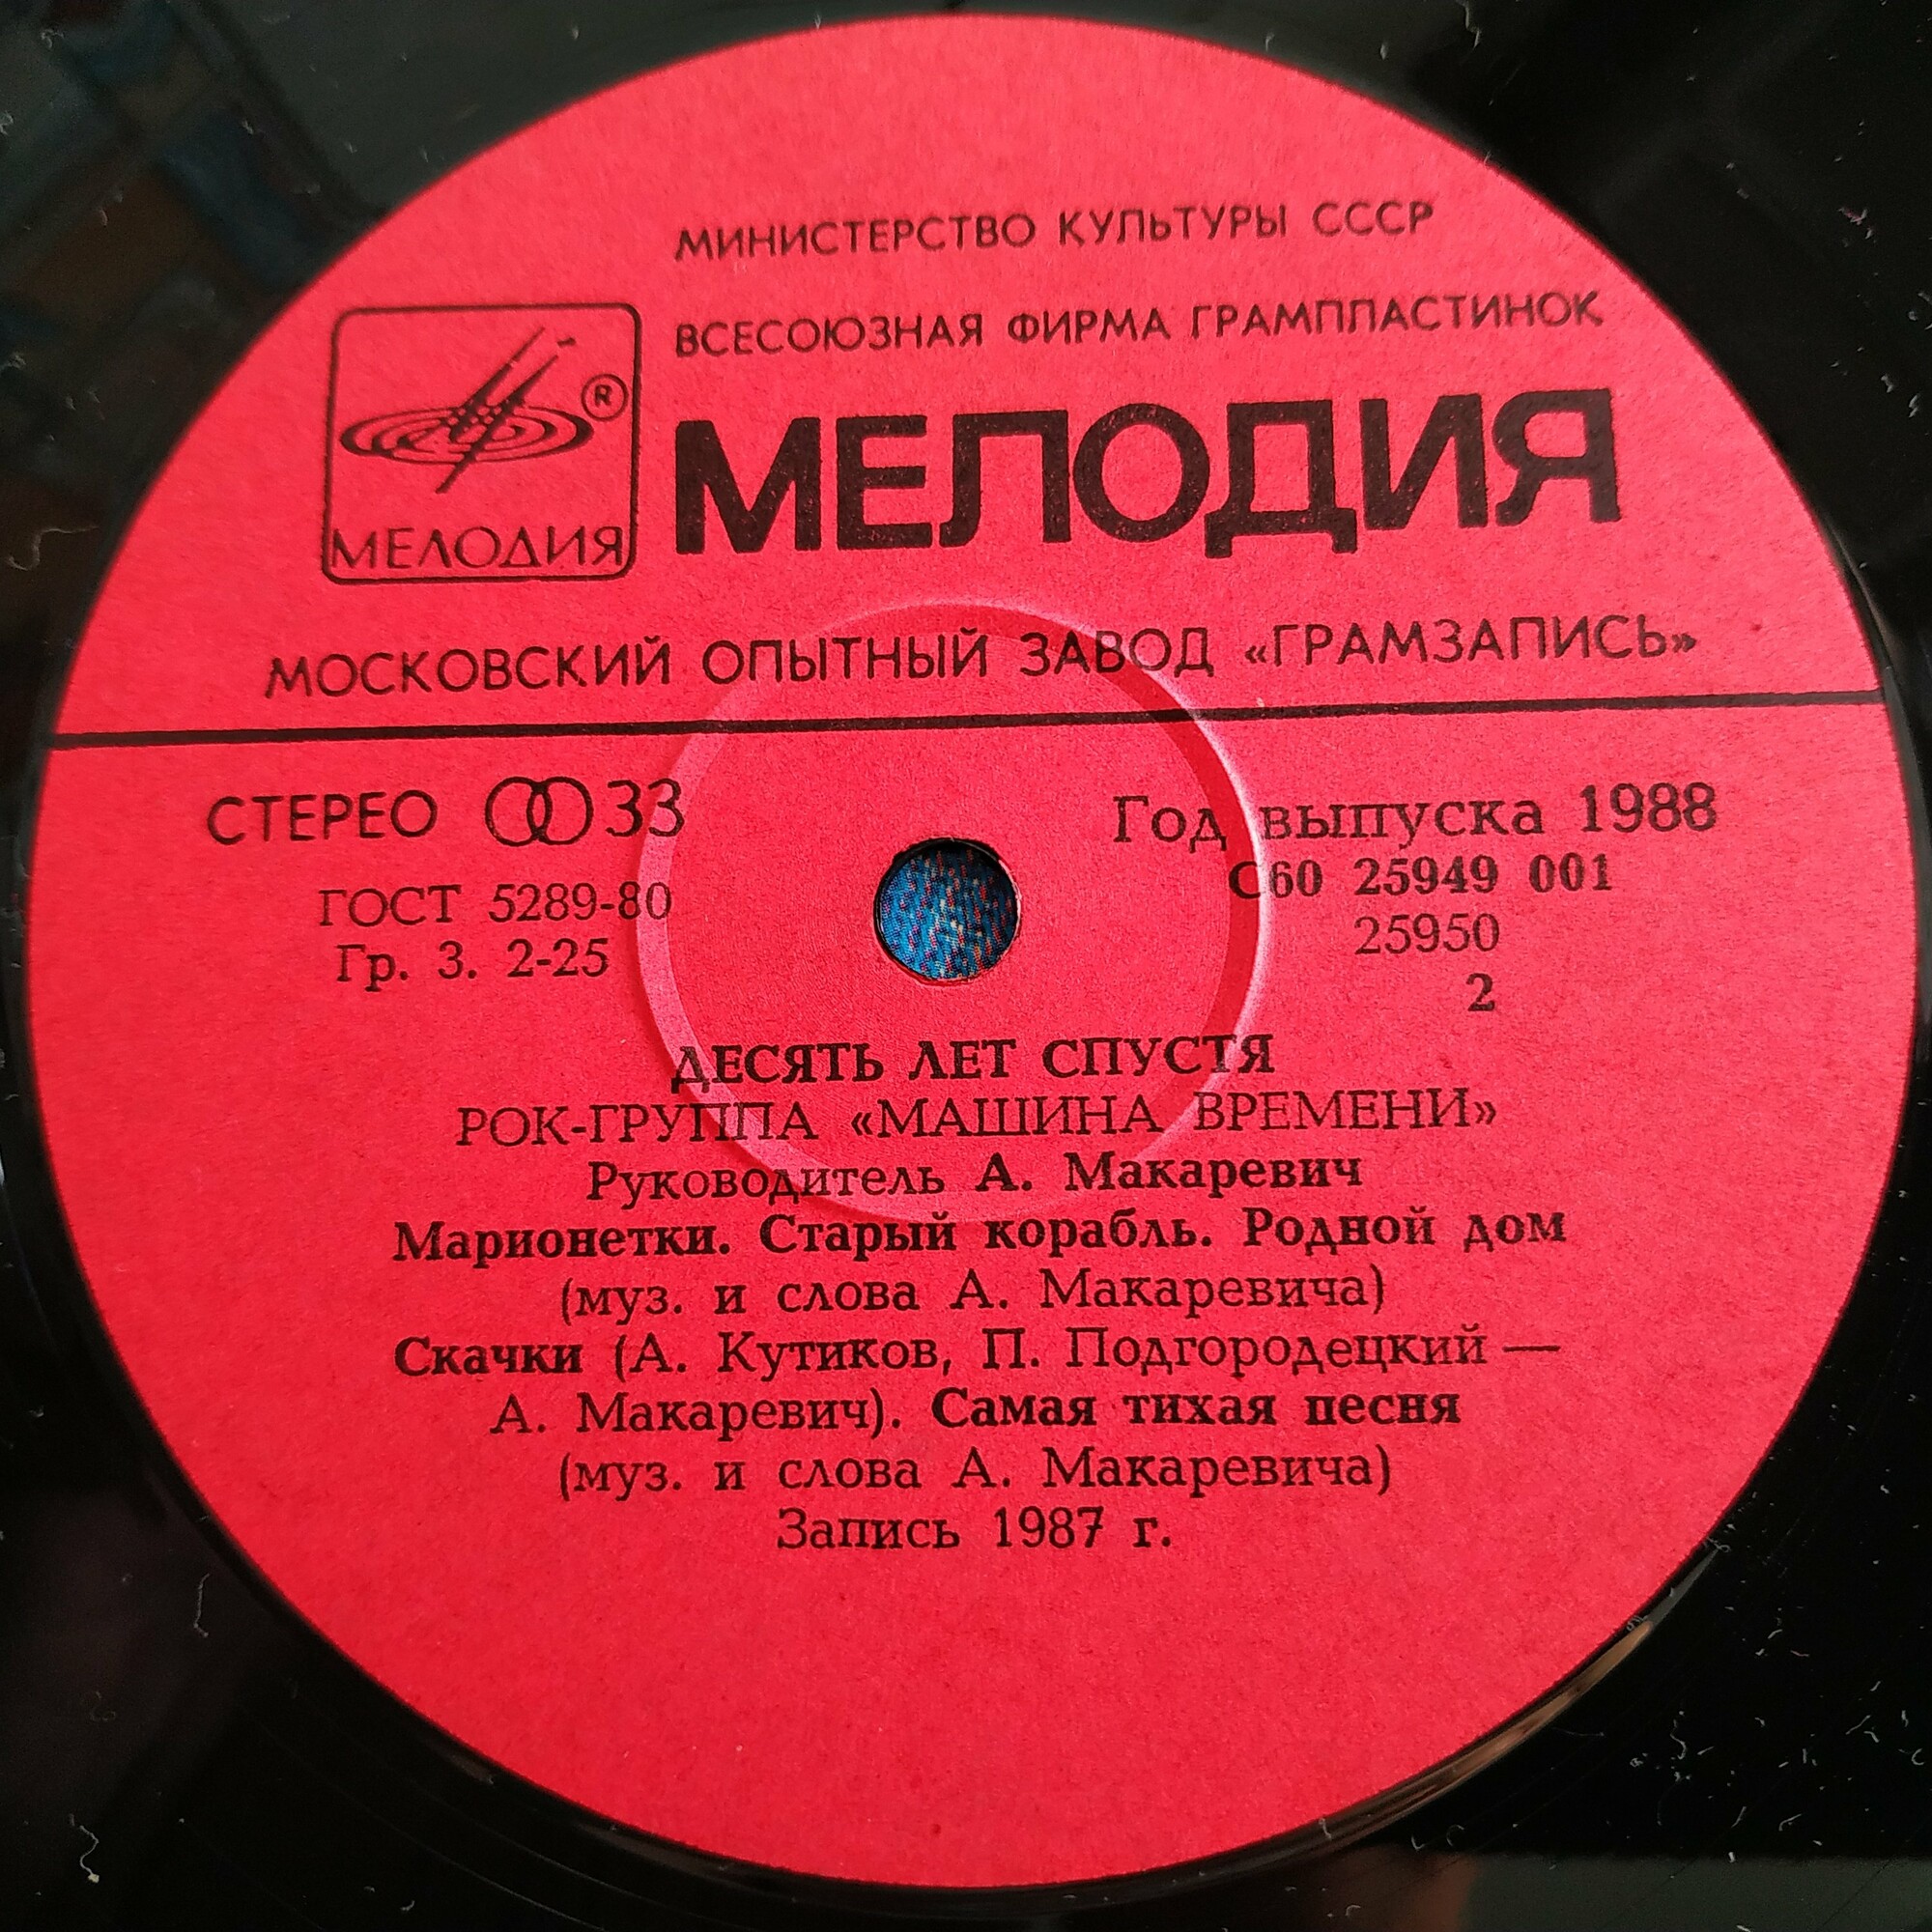 МИНИСТЕРСТВО КУЛЬТУРЫ СССР
ВСЕСОЮЗНАЯ ФИРМА ГРАМПЛАСТИНОК
®
МЕЛОДИЯ
МЕЛОДИЯ
МОСКОВСКИЙ ОПЫТНЫЙ ЗАВОД «ГРАМЗАПИСЬ»
СТЕРЕО 33
Год выпуска 1988
ГОСТ 5289-80
С60 25949 001
Гр. 3. 2-25
25950
2
ДЕСЯТЬ ЛЕТ СПУСТЯ
РОК-ГРУППА «МАШИНА ВРЕМЕНИ»
Руководитель А. Макаревич
Марионетки. Старый корабль. Родной дом
(муз. и слова А. Макаревича)
Скачки (А. Кутиков, П. Подгородецкий —
А. Макаревич). Самая тихая песня
(муз. и слова А. Макаревича)
Запись 1987 г.